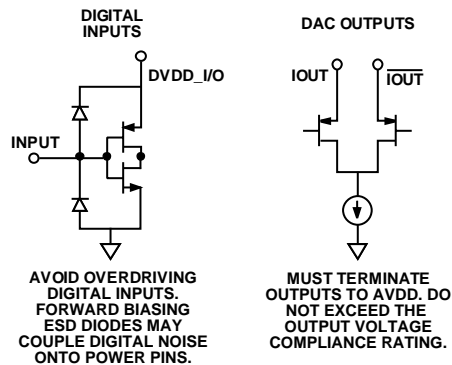 DIGITAL
INPUTS
DVDD_I/O
INPUT
AVOID OVERDRIVING
DIGITAL INPUTS.
FORWARD BIASING
ESD DIODES MAY
COUPLE DIGITAL NOISE
ONTO POWER PINS.
DAC OUTPUTS
IOUT
IOUT
MUST TERMINATE
OUTPUTS TO AVDD. DO
NOT EXCEED THE
OUTPUT VOLTAGE
COMPLIANCE RATING.